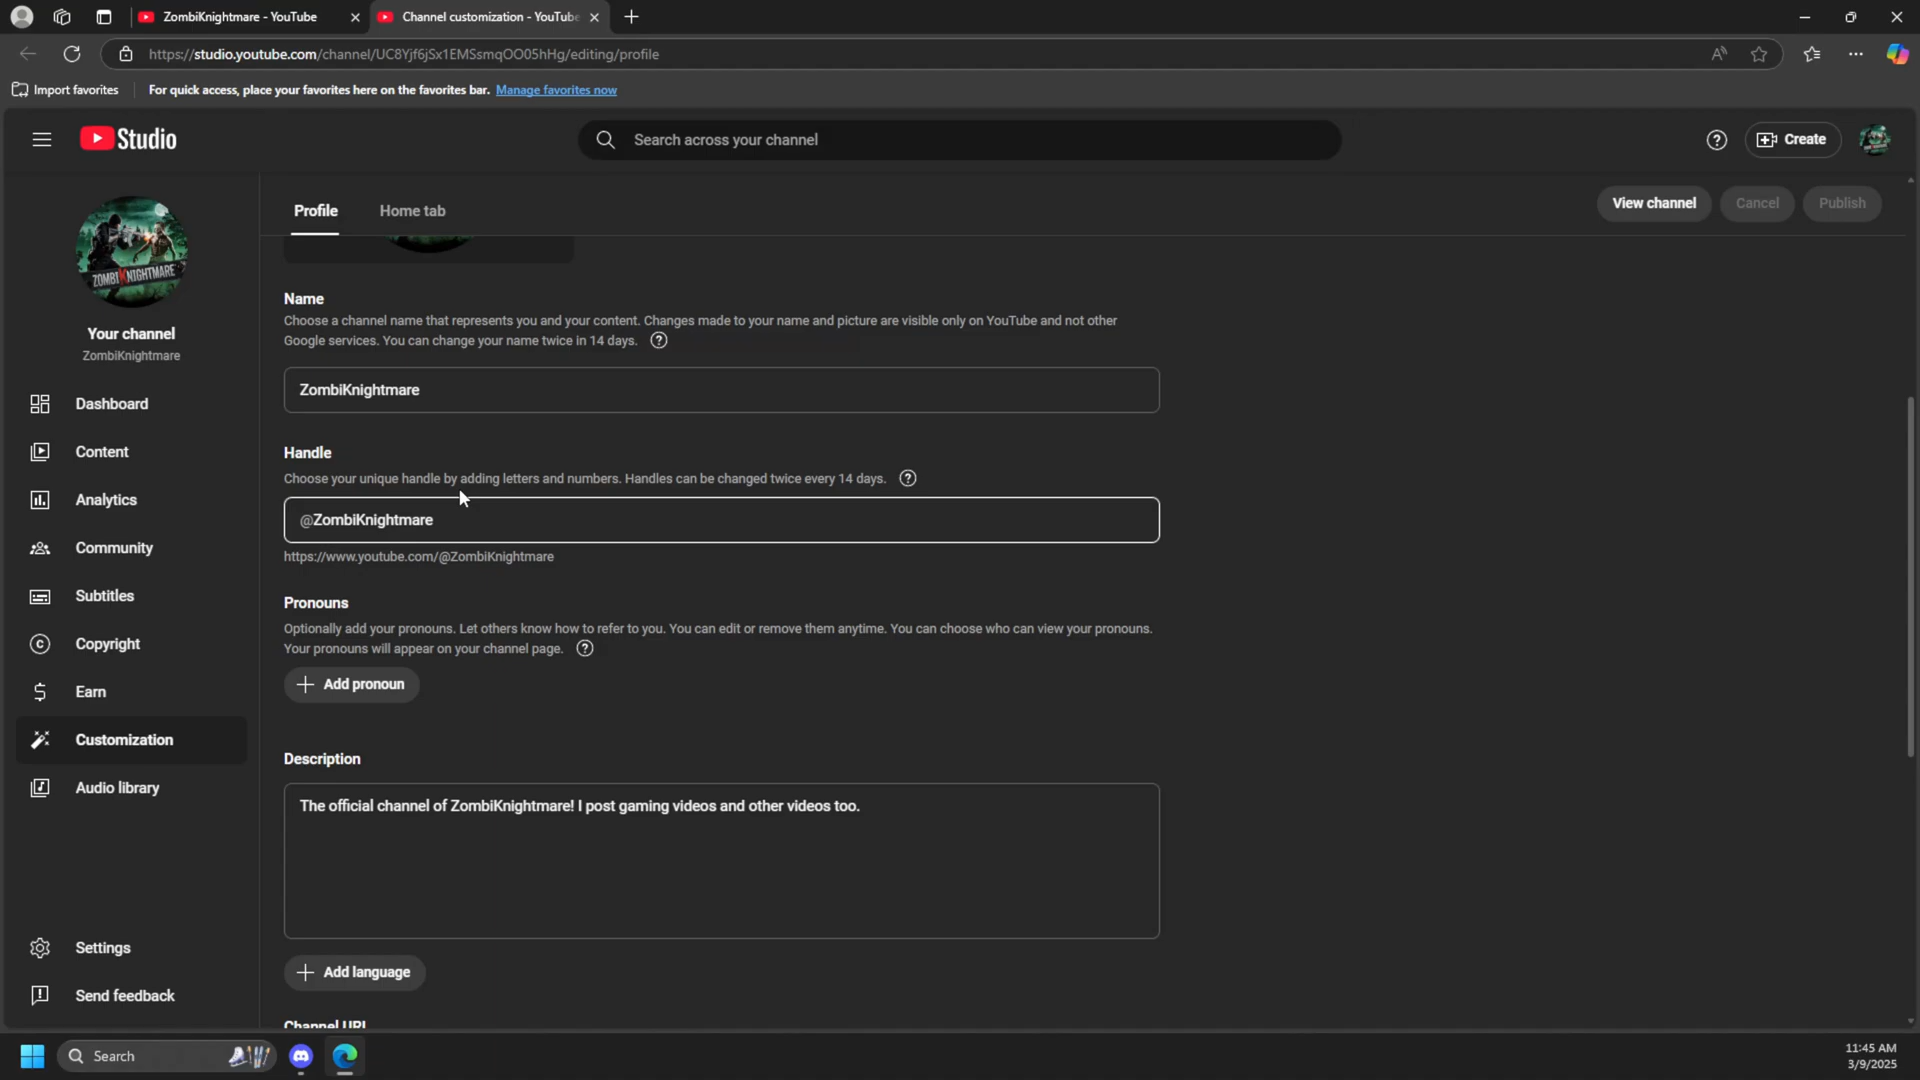 ZombiKnightmare - YouTube
Channel customization - YouTube
https://studio.youtube.com/channel/UC8Yjf6jSx1EMSsmqOO05hHg/editing/profile
Import favorites
For quick access, place your favorites here on the favorites bar. Manage favorites now
Studio
Search across your channel
Create
ZOMBIKNIGHTMARE
Your channel
ZombiKnightmare
Dashboard
Content
Analytics
Community
Subtitles
Copyright
Earn
Customization
Audio library
Settings
Send feedback
Profile
Home tab
View channel
Cancel
Publish
Name
Choose a channel name that represents you and your content. Changes made to your name and picture are visible only on YouTube and not other
Google services. You can change your name twice in 14 days.
ZombiKnightmare
Handle
Choose your unique handle by adding letters and numbers. Handles can be changed twice every 14 days.
@ZombiKnightmare
https://www.youtube.com/@ZombiKnightmare
Pronouns
Optionally add your pronouns. Let others know how to refer to you. You can edit or remove them anytime. You can choose who can view your pronouns.
Your pronouns will appear on your channel page.
Add pronoun
Description
The official channel of ZombiKnightmare! I post gaming videos and other videos too.
Add language
Channel URL
Search
11:45 AM
3/9/2025